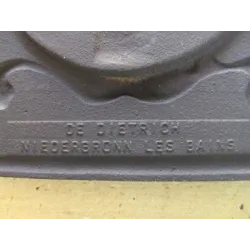 DE DIETRICH
NIEDERBRONN LES BAINS